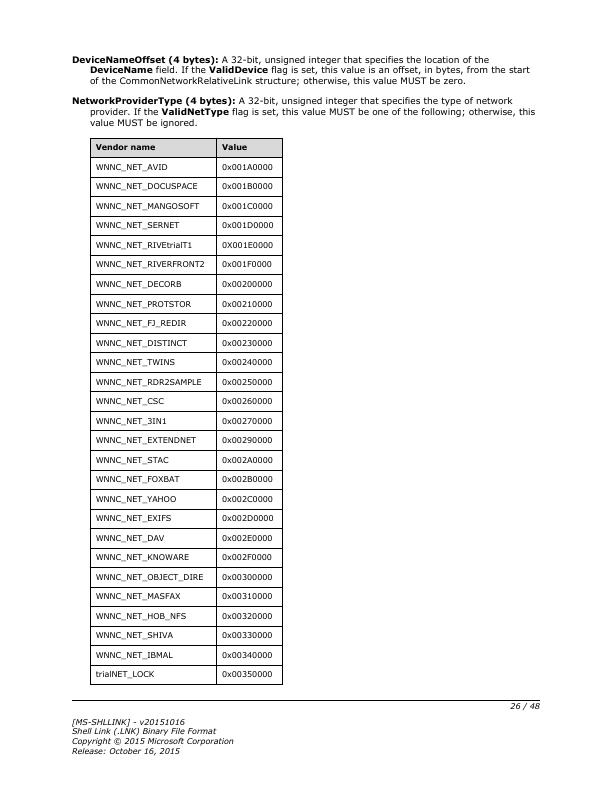 DeviceNameOffset (4 bytes): A 32-bit, unsigned integer that specifies the location of the
DeviceName field. If the ValidDevice flag is set, this value is an offset, in bytes, from the start
of the CommonNetworkRelativeLink structure; otherwise, this value MUST be zero.
NetworkProviderType (4 bytes): A 32-bit, unsigned integer that specifies the type of network
provider. If the ValidNetType flag is set, this value MUST be one of the following; otherwise, this
value MUST be ignored.
Vendor name Value
WNNC_NET_AVID 0x001A0000
WNNC_NET_DOCUSPACE 0x001B0000
WNNC_NET_MANGOSOFT 0x001C0000
WNNC_NET_SERNET 0x001D0000
WNNC_NET_RIVEtrialT1 0X001E0000
WNNC_NET_RIVERFRONT2 0x001F0000
WNNC_NET_DECORB 0x00200000
WNNC_NET_PROTSTOR 0x00210000
WNNC_NET_FJ_REDIR 0x00220000
WNNC_NET_DISTINCT 0x00230000
WNNC_NET_TWINS 0x00240000
WNNC_NET_RDR2SAMPLE 0x00250000
WNNC_NET_CSC 0x00260000
WNNC_NET_3IN1 0x00270000
WNNC_NET_EXTENDNET 0x00290000
WNNC_NET_STAC 0x002A0000
WNNC_NET_FOXBAT 0x002B0000
WNNC_NET_YAHOO 0x002C0000
WNNC_NET_EXIFS 0x002D0000
WNNC_NET_DAV 0x002E0000
WNNC_NET_KNOWARE 0x002F0000
WNNC_NET_OBJECT_DIRE 0x00300000
WNNC_NET_MASFAX 0x00310000
WNNC_NET_HOB_NFS 0x00320000
WNNC_NET_SHIVA 0x00330000
WNNC_NET_IBMAL 0x00340000
trialNET_LOCK 0x00350000
26 / 48
[MS-SHLLINK] - v20151016
Shell Link (.LNK) Binary File Format
Copyright © 2015 Microsoft Corporation
Release: October 16, 2015